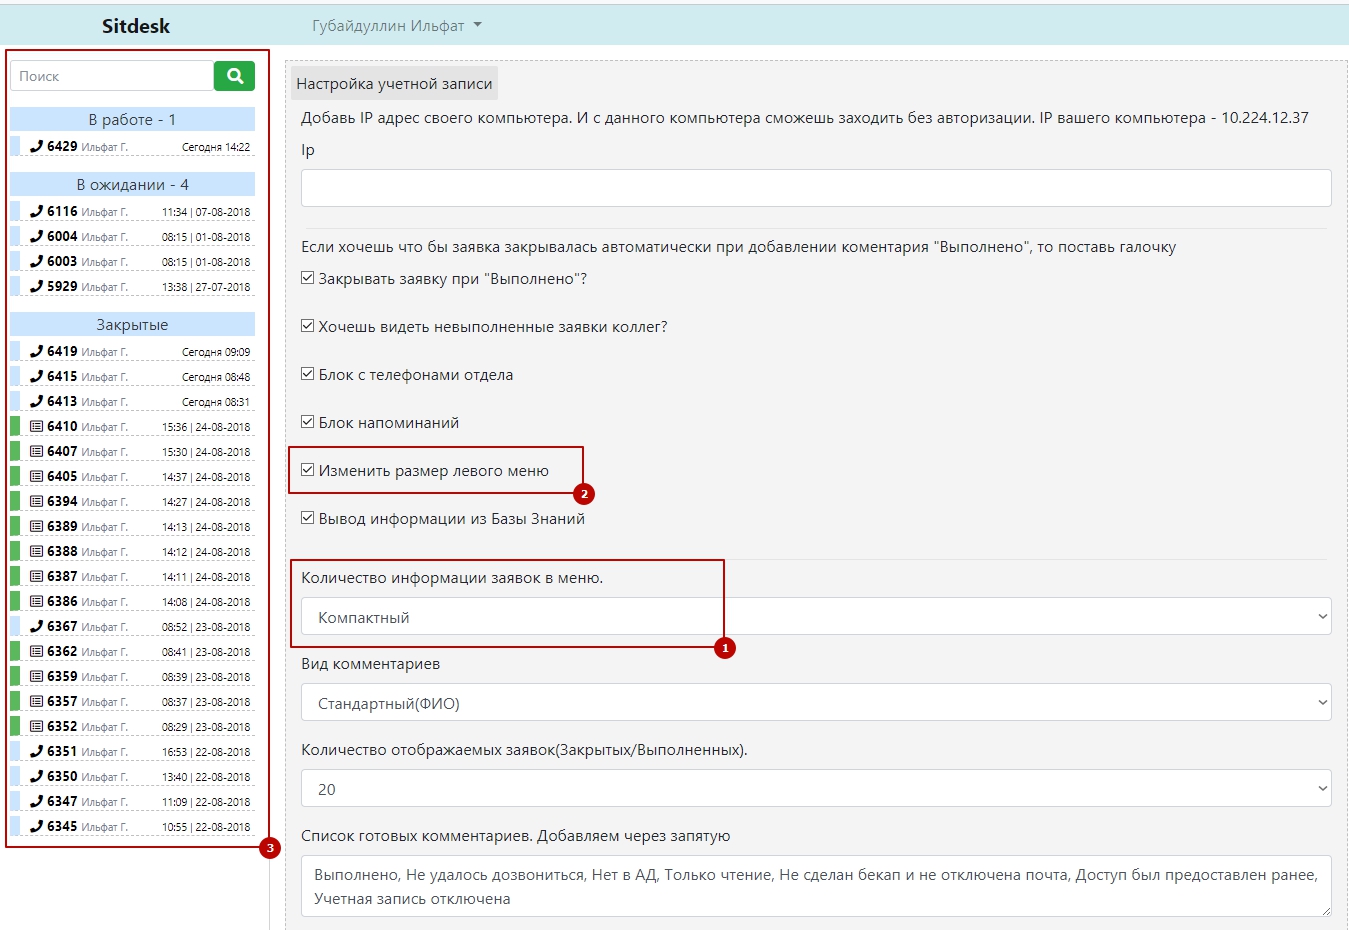 Sitdesk
Губайдуллин Ильфат
Поиск
В работе - 1
6429 Ильфат Г. Сегодня 14:22
В ожидании - 4
6116 Ильфат Г. 11:34 | 07-08-2018
6004 Ильфат Г. 08:15 | 01-08-2018
6003 Ильфат Г. 08:15 | 01-08-2018
5929 Ильфат Г. 13:38 | 27-07-2018
Закрытые
6419 Ильфат Г. Сегодня 09:09
6415 Ильфат Г. Сегодня 08:48
6413 Ильфат Г. Сегодня 08:31
6410 Ильфат Г. 15:36 | 24-08-2018
6407 Ильфат Г. 15:30 | 24-08-2018
6405 Ильфат Г. 14:37 | 24-08-2018
6394 Ильфат Г. 14:27 | 24-08-2018
6389 Ильфат Г. 14:13 | 24-08-2018
6388 Ильфат Г. 14:12 | 24-08-2018
6387 Ильфат Г. 14:11 | 24-08-2018
6386 Ильфат Г. 14:08 | 24-08-2018
6367 Ильфат Г. 08:52 | 23-08-2018
6362 Ильфат Г. 08:41 | 23-08-2018
6359 Ильфат Г. 08:39 | 23-08-2018
6357 Ильфат Г. 08:37 | 23-08-2018
6352 Ильфат Г. 08:29 | 23-08-2018
6351 Ильфат Г. 16:53 | 22-08-2018
6350 Ильфат Г. 13:40 | 22-08-2018
6347 Ильфат Г. 11:09 | 22-08-2018
6345 Ильфат Г. 10:55 | 22-08-2018
3
Настройка учетной записи
Добавь IP адрес своего компьютера. И с данного компьютера сможешь заходить без авторизации. IP вашего компьютера - 10.224.12.37
Ip
Если хочешь что бы заявка закрывалась автоматически при добавлении коментария "Выполнено", то поставь галочку
Закрывать заявку при "Выполнено"?
Хочешь видеть невыполненные заявки коллег?
Блок с телефонами отдела
Блок напоминаний
Изменить размер левого меню
2
Вывод информации из Базы Знаний
Количество информации заявок в меню.
Компактный
1
Вид комментариев
Стандартный(ФИО)
Количество отображаемых заявок(Закрытых/Выполненных).
20
Список готовых комментариев. Добавляем через запятую
Выполнено, Не удалось дозвониться, Нет в АД, Только чтение, Не сделан бекап и не отключена почта, Доступ был предоставлен ранее,
Учетная запись отключена